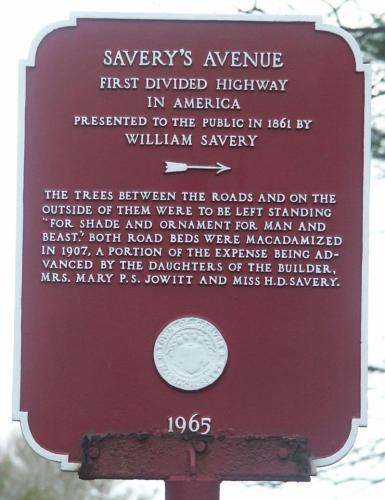 SAVERY'S AVENUE
FIRST DIVIDED HIGHWAY
IN AMERICA
PRESENTED TO THE PUBLIC IN 1861 BY
WILLIAM SAVERY
THE TREES BETWEEN THE ROADS AND ON THE
OUTSIDE OF THEM WERE TO BE LEFT STANDING
"FOR SHADE AND ORNAMENT FOR MAN AND
BEAST." BOTH ROAD BEDS WERE MACADAMIZED
IN 1907, A PORTION OF THE EXPENSE BEING AD-
VANCED BY THE DAUGHTERS OF THE BUILDER,
MRS. MARY P.S. JOWITT AND MISS H.D. SAVERY.
1965